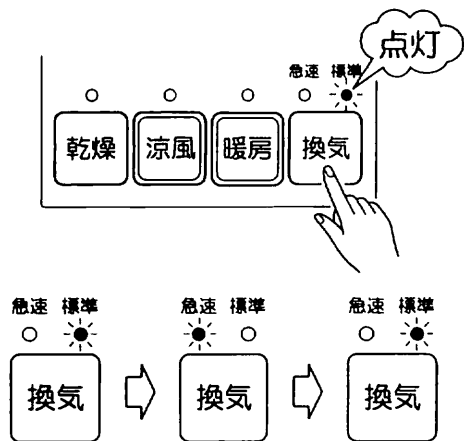 点灯
急速 標準
乾燥 涼風 暖房 換気
急速 標準 急速 標準 急速 標準
換気 換気 換気